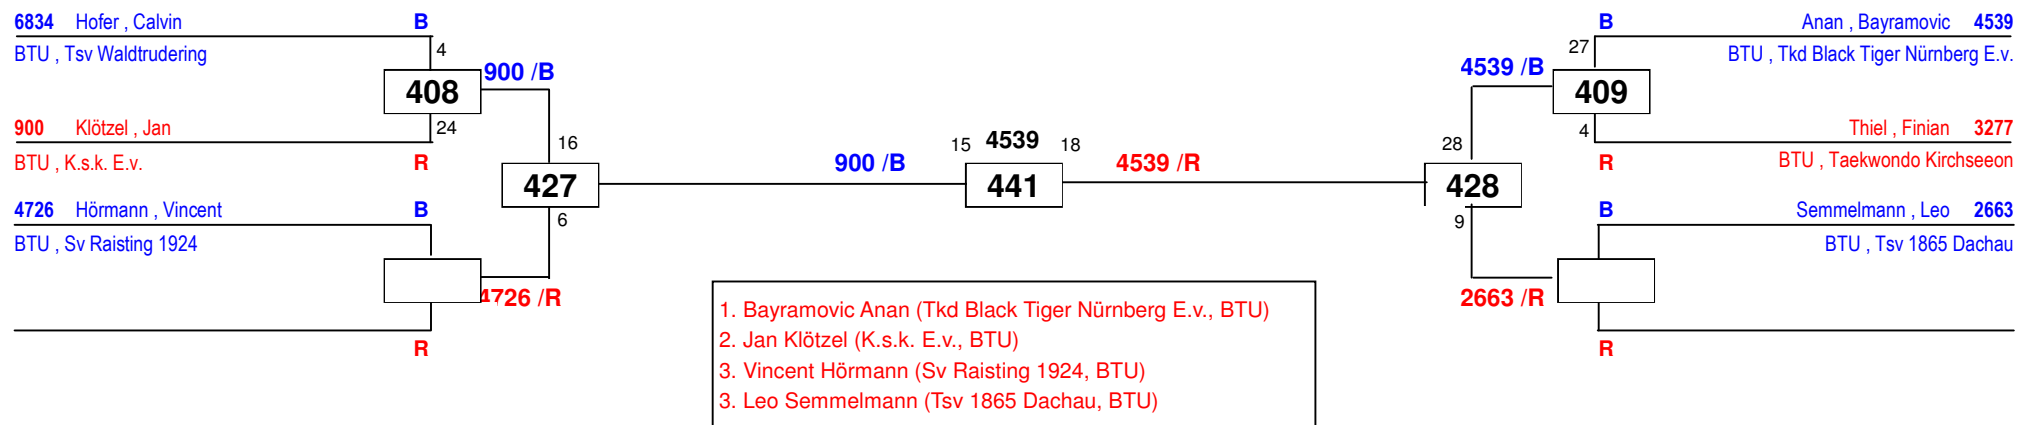 6834 Hofer , Calvin B
BTU , Tsv Waldtrudering
4
408
900 /B
24
900 Klötzel , Jan
BTU , K.s.k. E.v. R
16
427
6
4726 Hörmann , Vincent B
BTU , Sv Raisting 1924
4726 /R
R
900 /B
15 4539 18
441
4539 /R
B Anan , Bayramovic 4539
27 BTU , Tkd Black Tiger Nürnberg E.v.
4539 /B
409
4
Thiel , Finian 3277
R BTU , Taekwondo Kirchseeon
28
428
9
B Semmelmann , Leo 2663
BTU , Tsv 1865 Dachau
2663 /R
R
1. Bayramovic Anan (Tkd Black Tiger Nürnberg E.v., BTU)
2. Jan Klötzel (K.s.k. E.v., BTU)
3. Vincent Hörmann (Sv Raisting 1924, BTU)
3. Leo Semmelmann (Tsv 1865 Dachau, BTU)